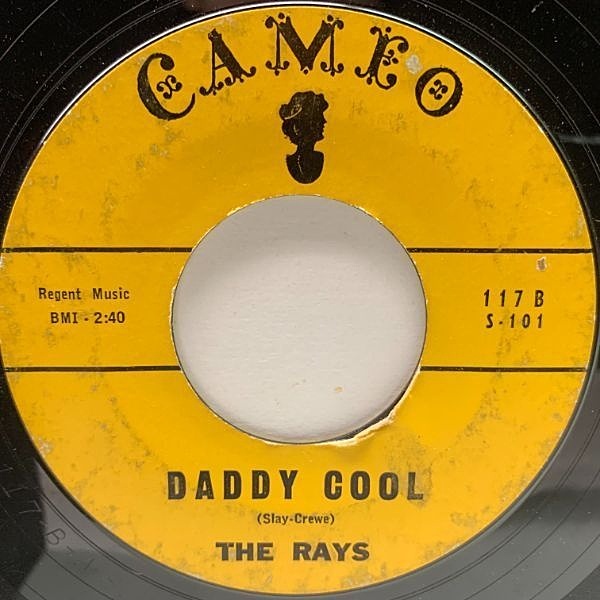 CAMEO
Regent Music
BMI - 2:40
117 B
S-101
DADDY COOL
(Slay-Crewe)
THE RAYS